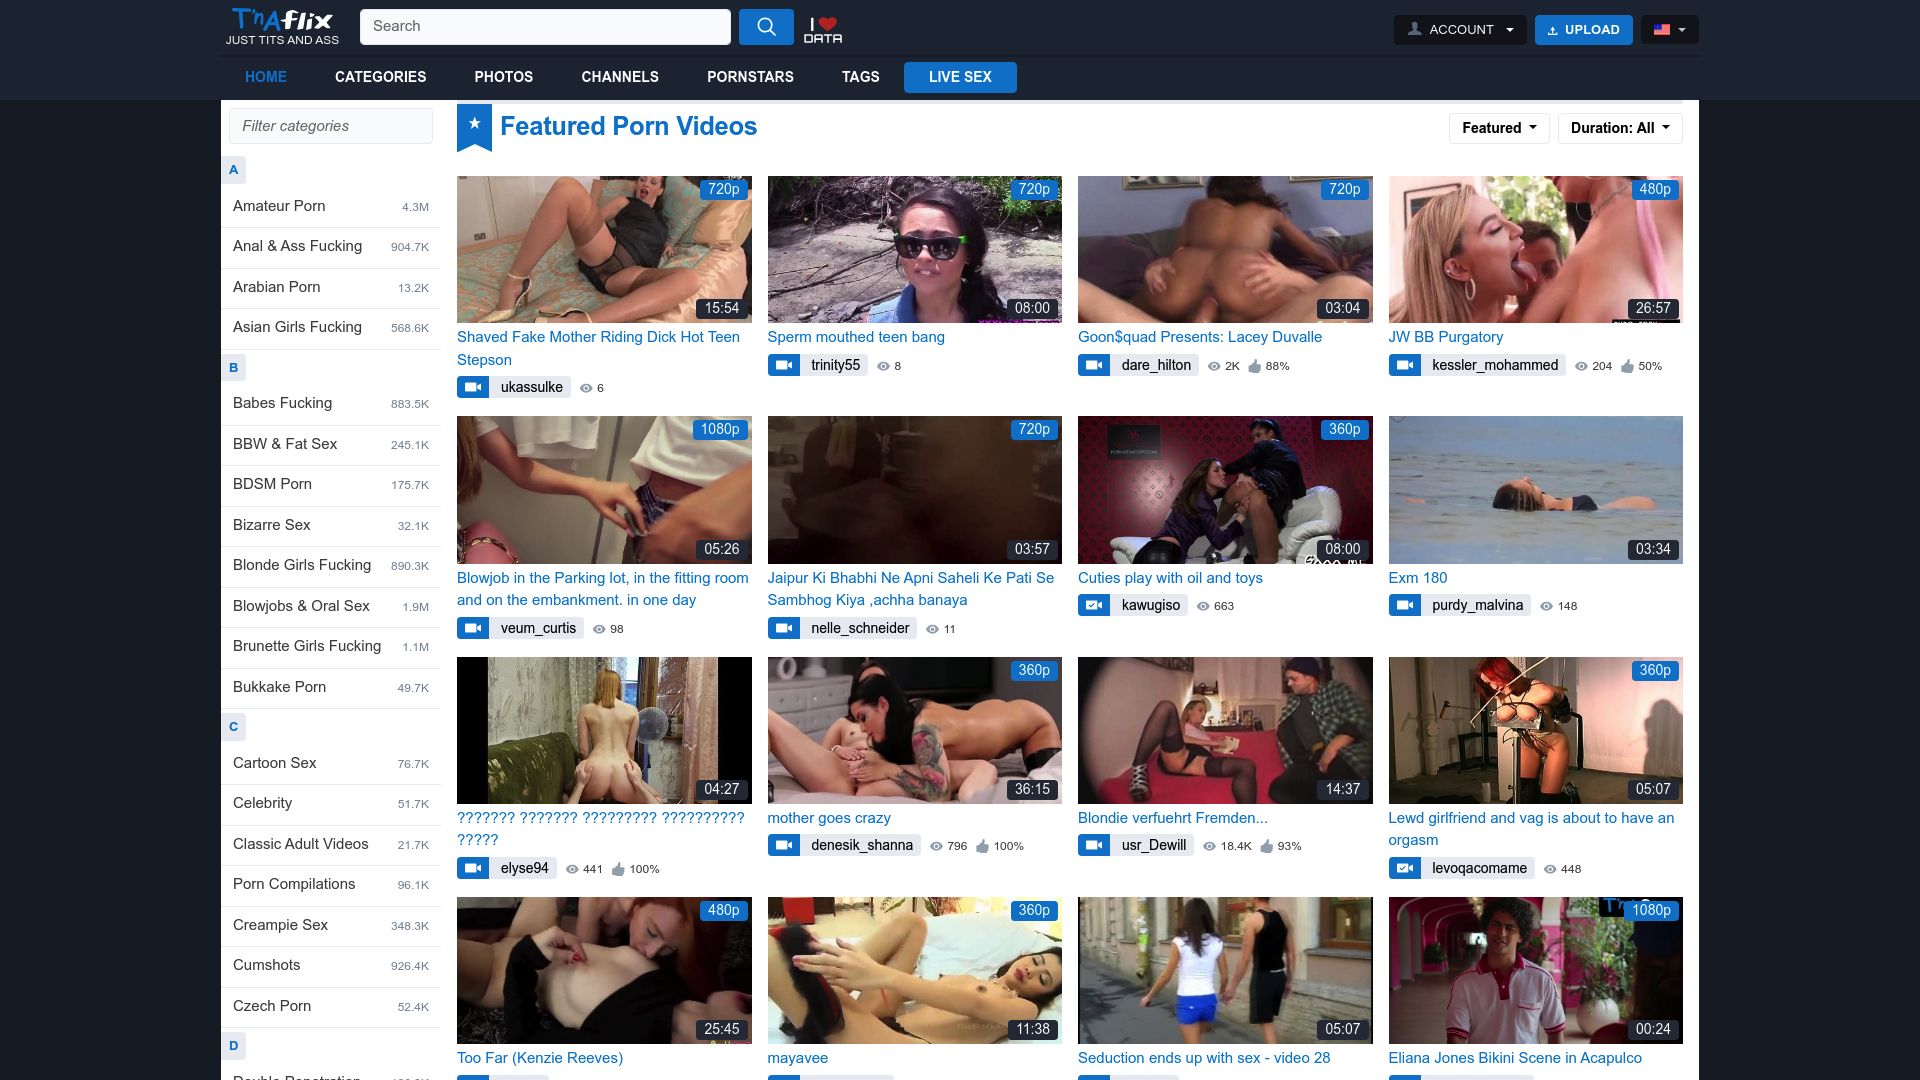 T'nAflix
JUST TITS AND ASS
Search
I
DATA
ACCOUNT
UPLOAD
HOME
CATEGORIES
PHOTOS
CHANNELS
PORNSTARS
TAGS
LIVE SEX
Filter categories
A
Amateur Porn 4.3M
Anal & Ass Fucking 904.7K
Arabian Porn 13.2K
Asian Girls Fucking 568.6K
B
Babes Fucking 883.5K
BBW & Fat Sex 245.1K
BDSM Porn 175.7K
Bizarre Sex 32.1K
Blonde Girls Fucking 890.3K
Blowjobs & Oral Sex 1.9M
Brunette Girls Fucking 1.1M
Bukkake Porn 49.7K
C
Cartoon Sex 76.7K
Celebrity 51.7K
Classic Adult Videos 21.7K
Porn Compilations 96.1K
Creampie Sex 348.3K
Cumshots 926.4K
Czech Porn 52.4K
D
Featured Porn Videos
Featured
Duration: All
720p
15:54
Shaved Fake Mother Riding Dick Hot Teen
Stepson
ukassulke 6
720p
08:00
Sperm mouthed teen bang
trinity55 8
720p
03:04
Goon$quad Presents: Lacey Duvalle
dare_hilton 2K 88%
480p
26:57
JW BB Purgatory
kessler_mohammed 204 50%
1080p
05:26
Blowjob in the Parking lot, in the fitting room
and on the embankment. in one day
veum_curtis 98
720p
03:57
Jaipur Ki Bhabhi Ne Apni Saheli Ke Pati Se
Sambhog Kiya ,achha banaya
nelle_schneider 11
360p
08:00
Cuties play with oil and toys
kawugiso 663
03:34
Exm 180
purdy_malvina 148
04:27
??????? ??????? ????????? ??????????
?????
elyse94 441 100%
360p
36:15
mother goes crazy
denesik_shanna 796 100%
14:37
Blondie verfuehrt Fremden...
usr_Dewill 18.4K 93%
360p
05:07
Lewd girlfriend and vag is about to have an
orgasm
levoqacomame 448
480p
25:45
Too Far (Kenzie Reeves)
360p
11:38
mayavee
05:07
Seduction ends up with sex - video 28
1080p
00:24
Eliana Jones Bikini Scene in Acapulco